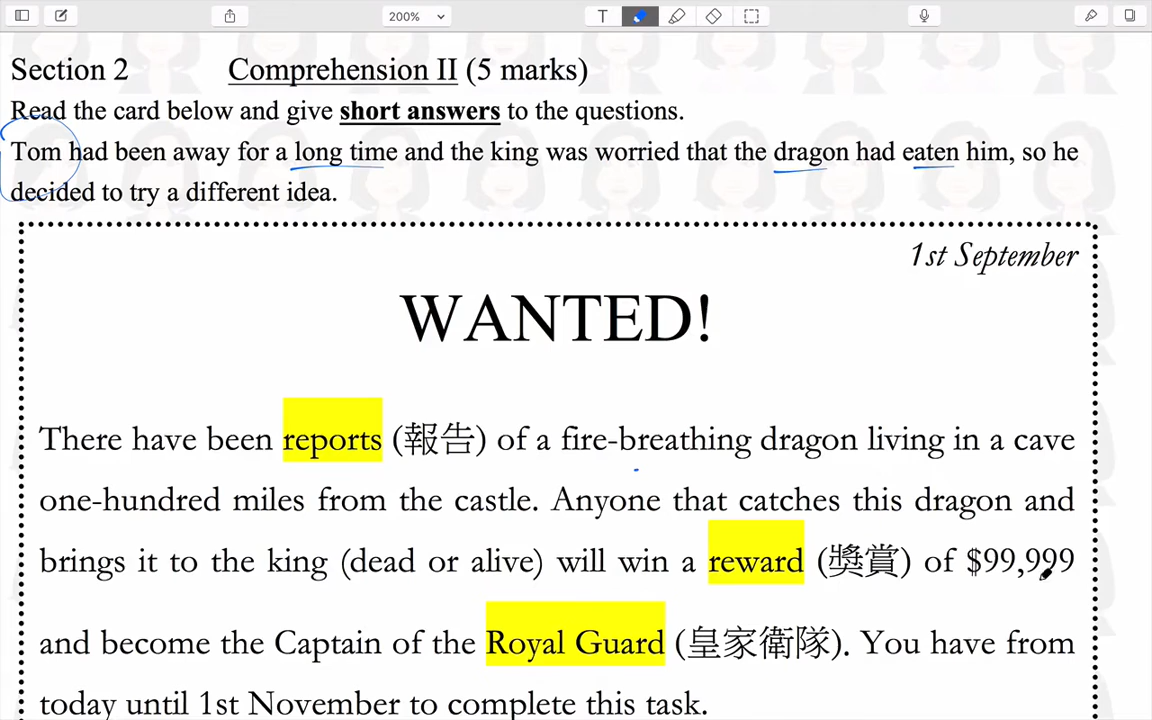 200%
T
Section 2 Comprehension II (5 marks)
Read the card below and give short answers to the questions.
Tom had been away for a long time and the king was worried that the dragon had eaten him, so he
decided to try a different idea.
1st September
WANTED!
There have been reports (報告) of a fire-breathing dragon living in a cave
one-hundred miles from the castle. Anyone that catches this dragon and
brings it to the king (dead or alive) will win a reward (獎賞) of $99,999
and become the Captain of the Royal Guard (皇家衛隊). You have from
today until 1st November to complete this task.